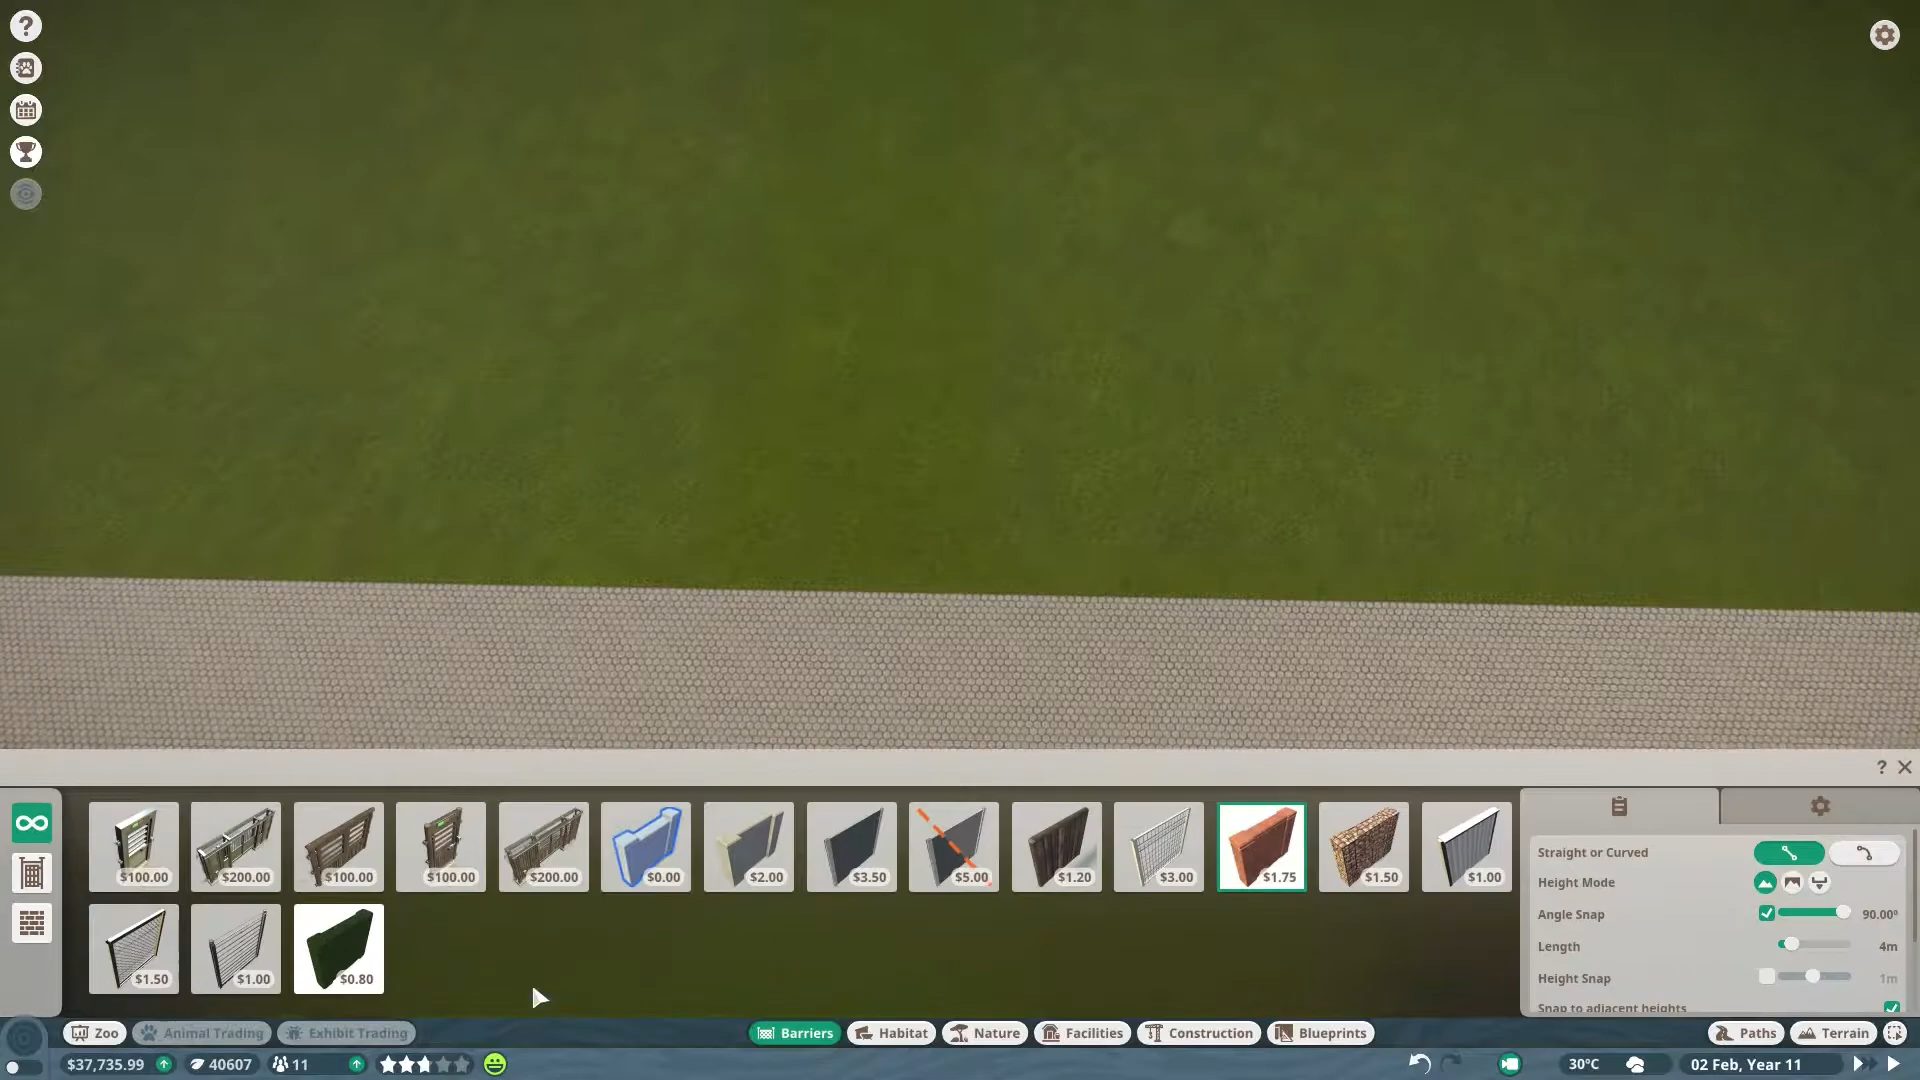 ?
? ×
$100.00 $200.00 $100.00 $100.00 $200.00 $0.00 $2.00 $3.50 $5.00 $1.20 $3.00 $1.75 $1.50 $1.00
$1.50 $1.00 $0.80
Straight or Curved
Height Mode
Angle Snap 90.00°
Length 4m
Height Snap 1m
Snap to adjacent heights
Zoo Animal Trading Exhibit Trading Barriers Habitat Nature Facilities Construction Blueprints Paths Terrain
$37,735.99 40607 11 30°C 02 Feb, Year 11